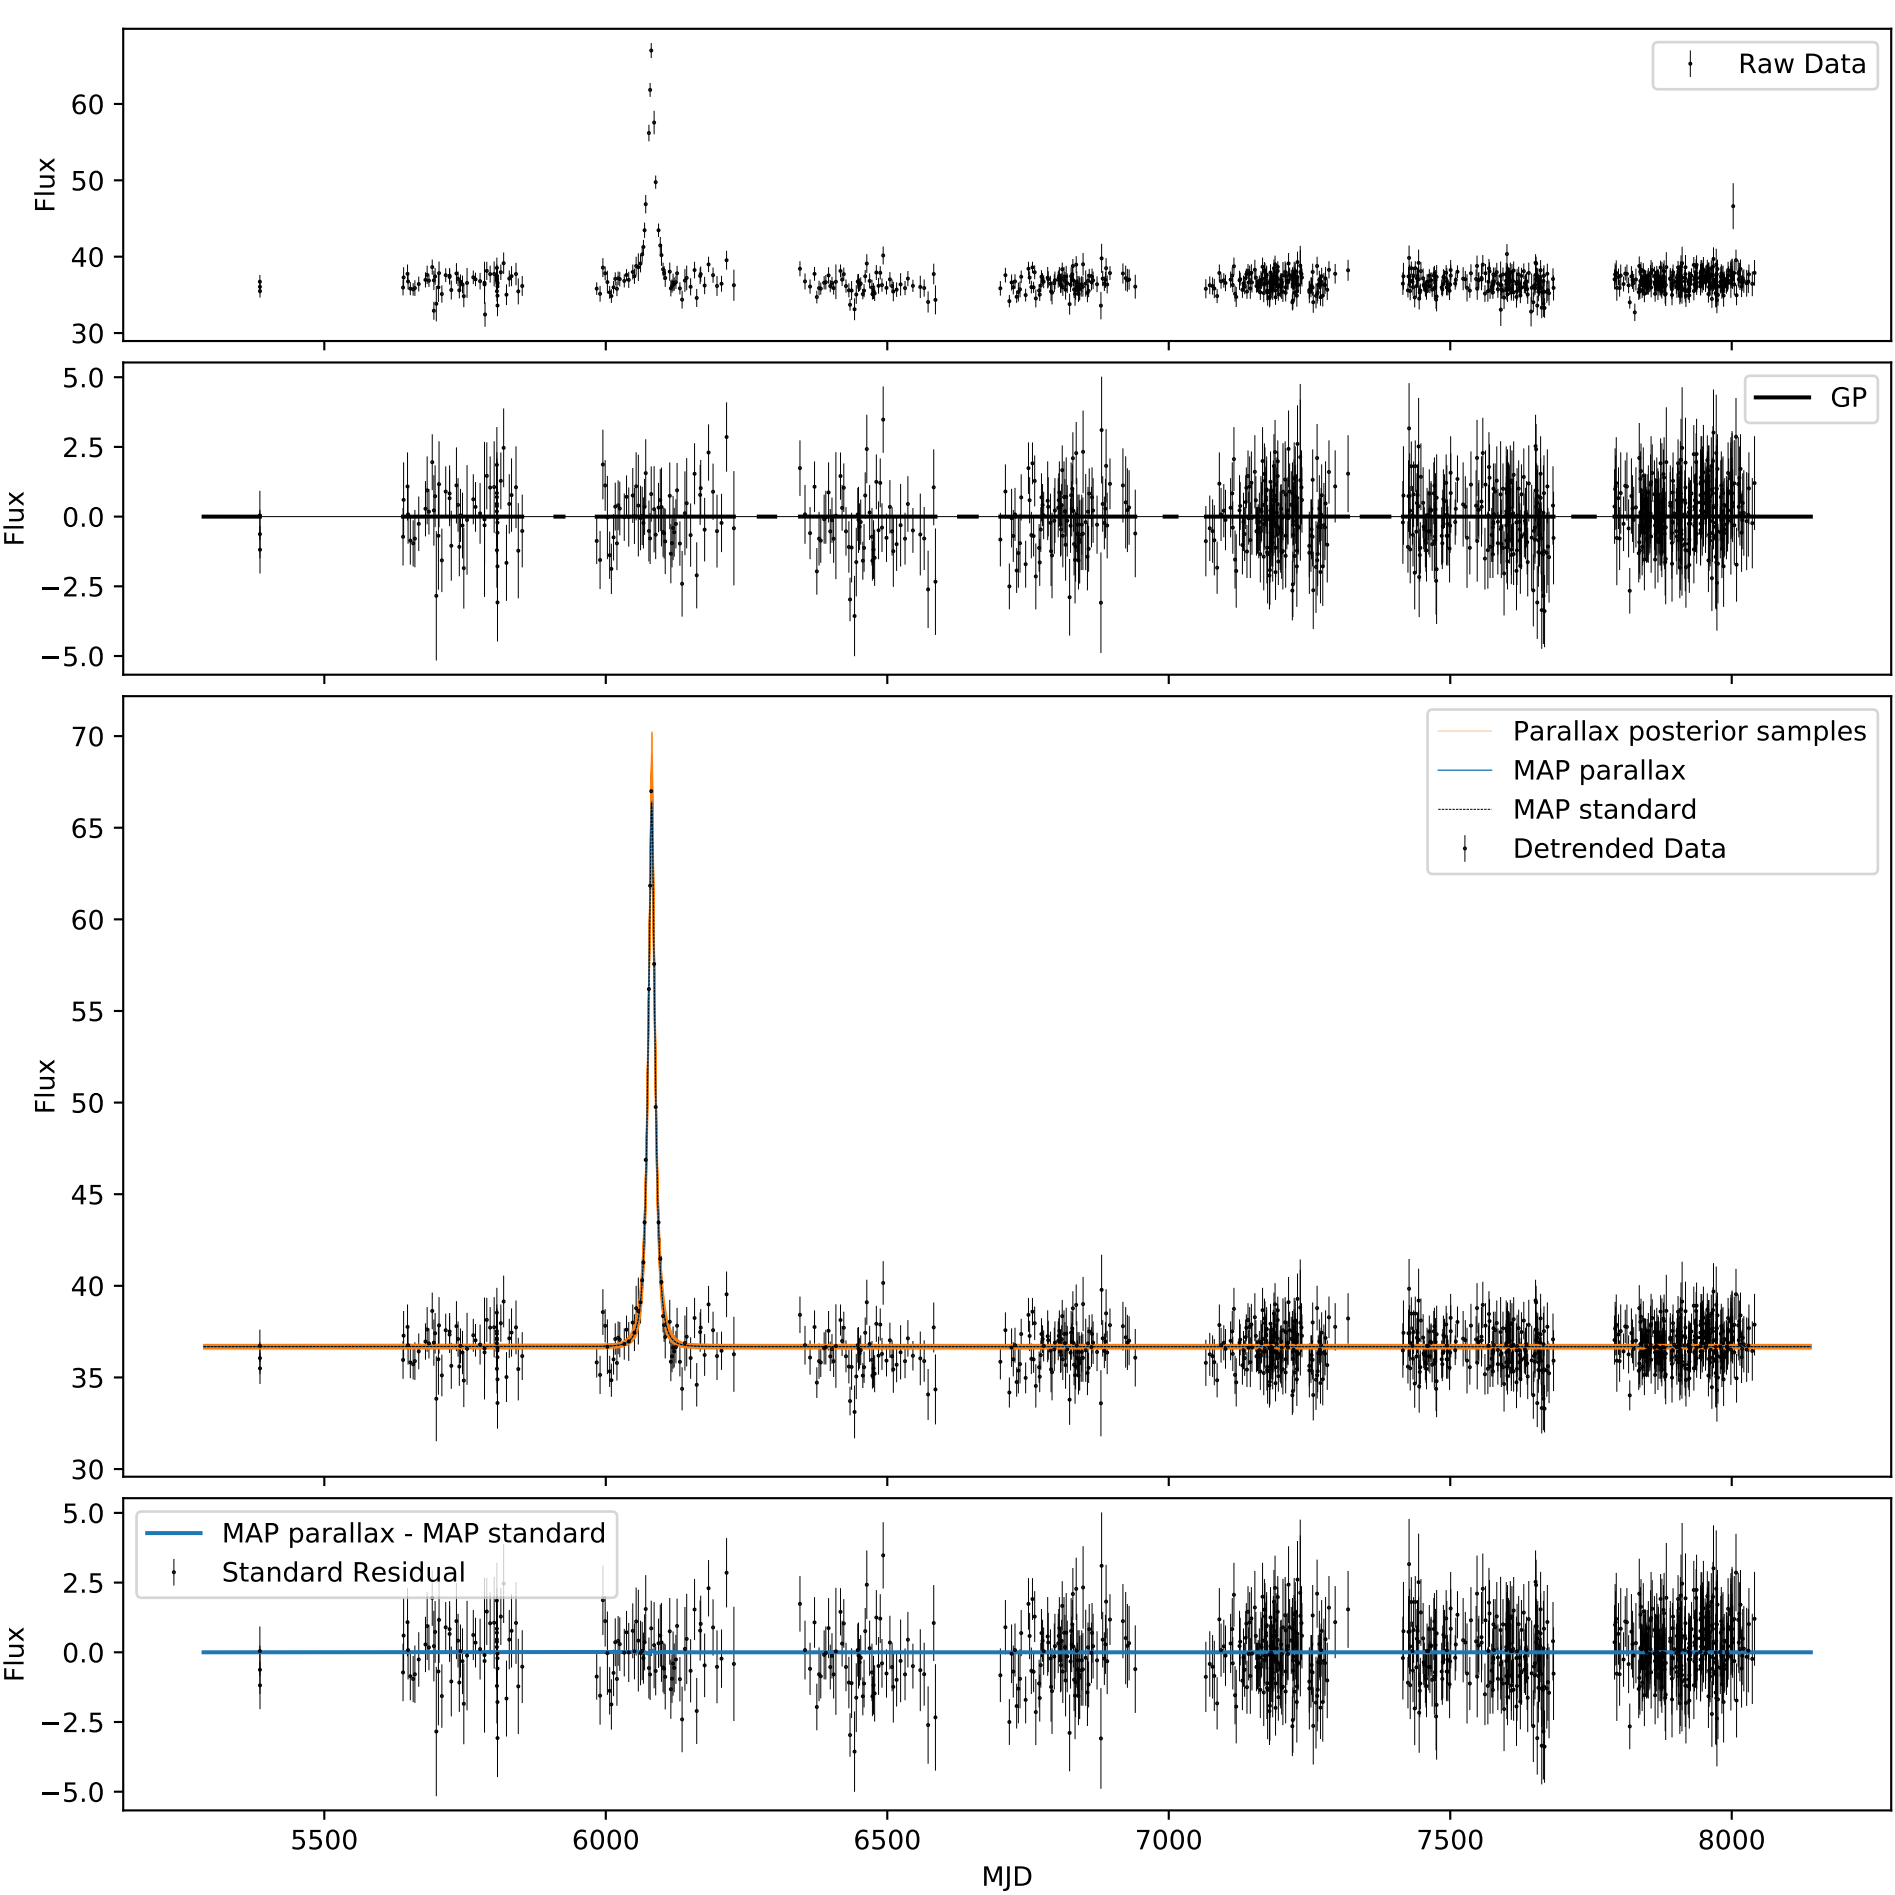 Raw Data
60
50
40
30
Flux
GP
5.0
2.5
0.0
−2.5
−5.0
Flux
Parallax posterior samples
MAP parallax
MAP standard
Detrended Data
70
65
60
55
50
45
40
35
30
Flux
MAP parallax - MAP standard
Standard Residual
5.0
2.5
0.0
−2.5
−5.0
Flux
5500 6000 6500 7000 7500 8000
MJD